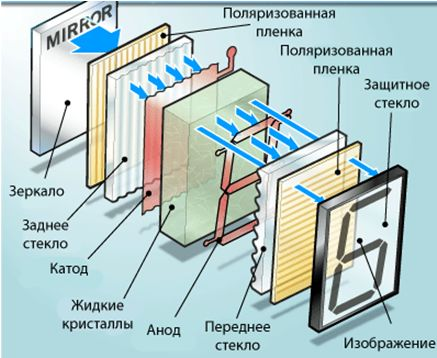 Поляризованная
пленка
MIRROR
Поляризованная
пленка
Защитное
стекло
Зеркало
Заднее
стекло
Катод
Жидкие
кристаллы
Анод
Переднее
стекло
Изображение